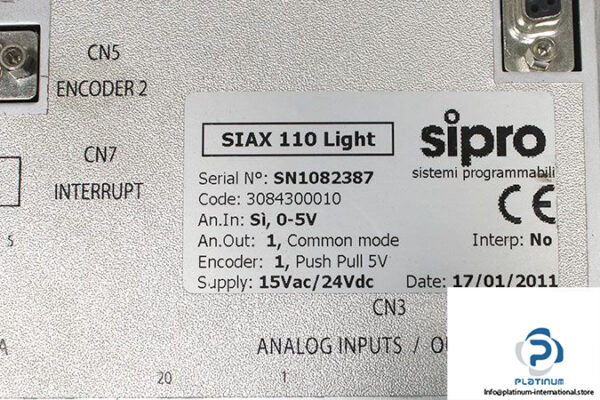 CN5
ENCODER 2
CN7
INTERRUPT
5
SIAX 110 Light
sipro
sistemi programmabili
Serial N°: SN1082387
Code: 3084300010
CE
An.In: Sì, 0-5V
An.Out: 1, Common mode
Interp: No
Encoder: 1, Push Pull 5V
Supply: 15Vac/24Vdc
Date: 17/01/2011
CN3
ANALOG INPUTS / OU
A
20
1
PLATINUM
Info@platinum-international.store